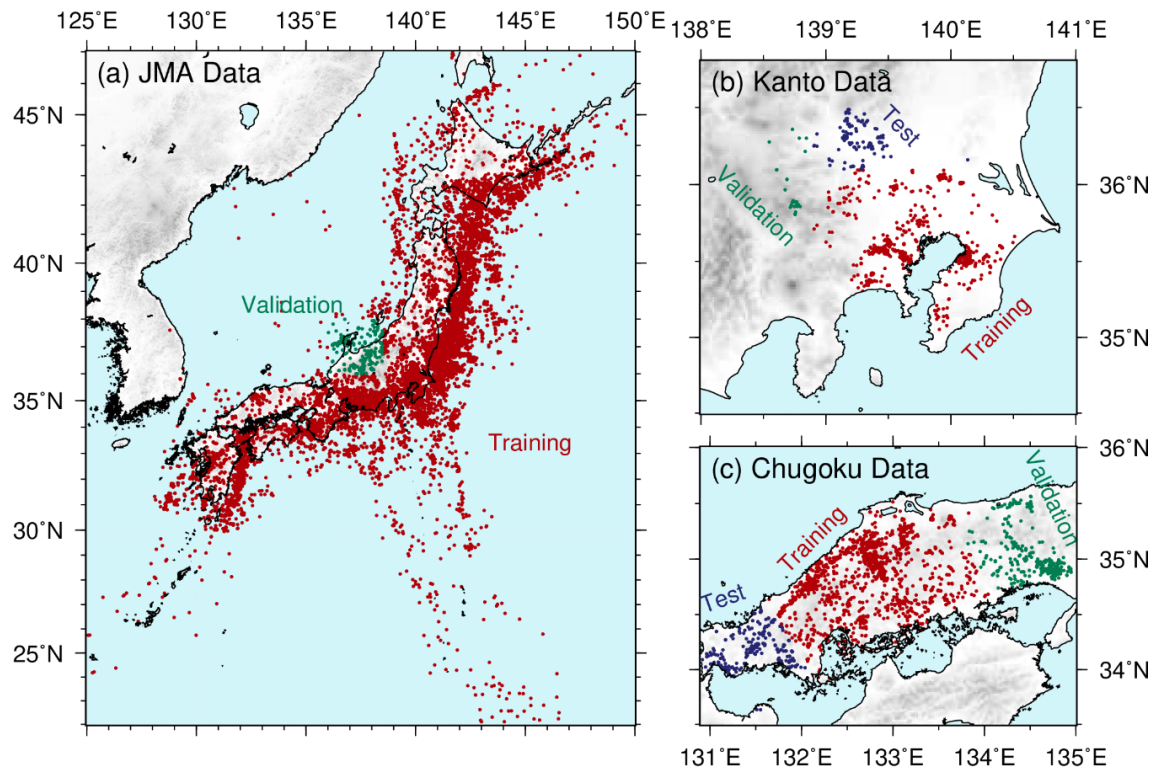 125˚E 130˚E 135˚E 140˚E 145˚E 150˚E
(a) JMA Data
45˚N
40˚N
35˚N
30˚N
25˚N
Validation
Training
138˚E 139˚E 140˚E 141˚E
(b) Kanto Data
Test
Validation
Training
36˚N
35˚N
(c) Chugoku Data
Validation
Training
Test
36˚N
35˚N
34˚N
131˚E 132˚E 133˚E 134˚E 135˚E